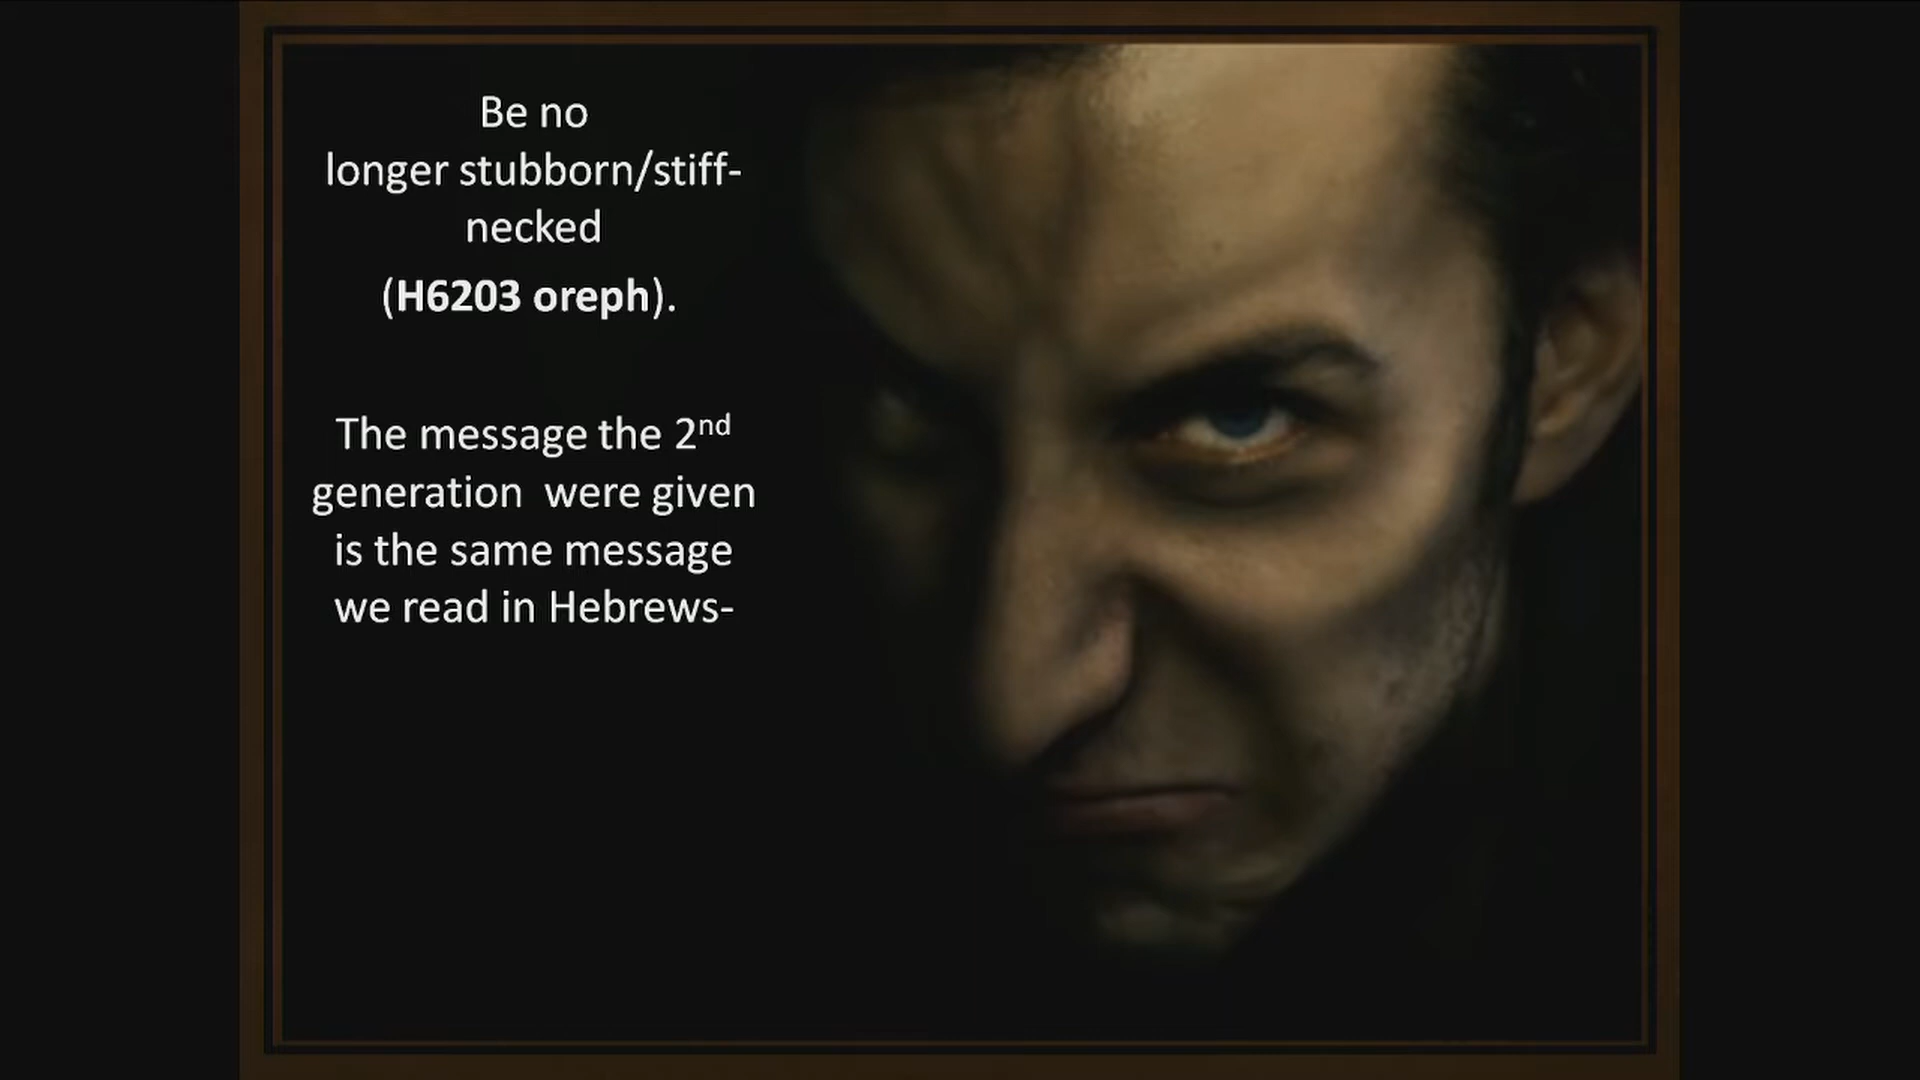 Be no
longer stubborn/stiff-
necked
(H6203 oreph).
The message the 2nd
generation  were given
is the same message
we read in Hebrews-